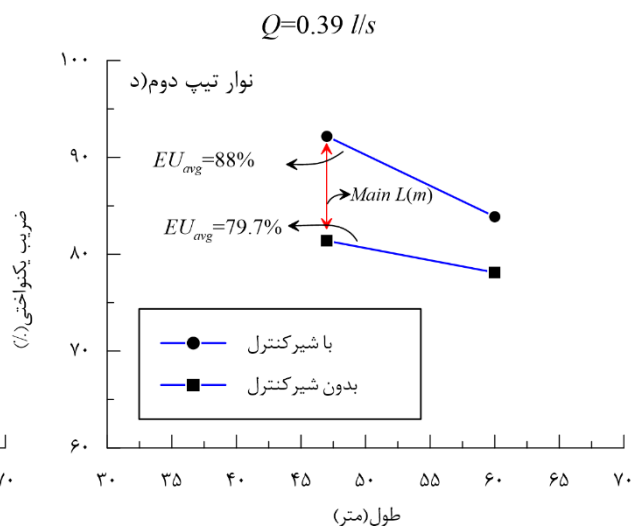 Q=0.39 l/s
نوار تیپ دوم(د
۱۰۰
۹۰
۸۰
۷۰
۶۰
ضریب یکنواختی(٪)
EUavg=88%
Main L(m)
EUavg=79.7%
با شیرکنترل
بدون شیرکنترل
۷۰
۳۰ ۳۵ ۴۰ ۴۵ ۵۰ ۵۵ ۶۰ ۶۵ ۷۰
طول(متر)